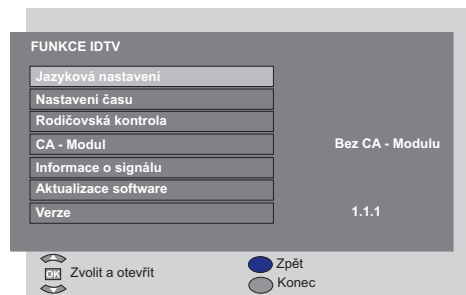 FUNKCE IDTV
Jazyková nastavení
Nastavení času
Rodičovská kontrola
CA - Modul Bez CA - Modulu
Informace o signálu
Aktualizace software
Verze 1.1.1
OK Zvolit a otevřít
Zpět
Konec